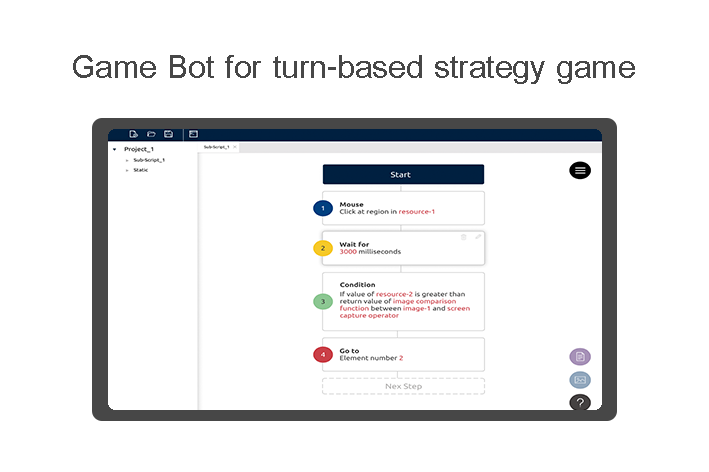 Game Bot for turn-based strategy game
Sub-Script_1
Project_1
Sub-Script_1
Static
Start
1
Mouse
Click at region in resource-1
2
Wait for
3000 milliseconds
3
Condition
If value of resource-2 is greater than
return value of image comparison
function between image-1 and screen
capture operator
4
Go to
Element number 2
Nex Step
?